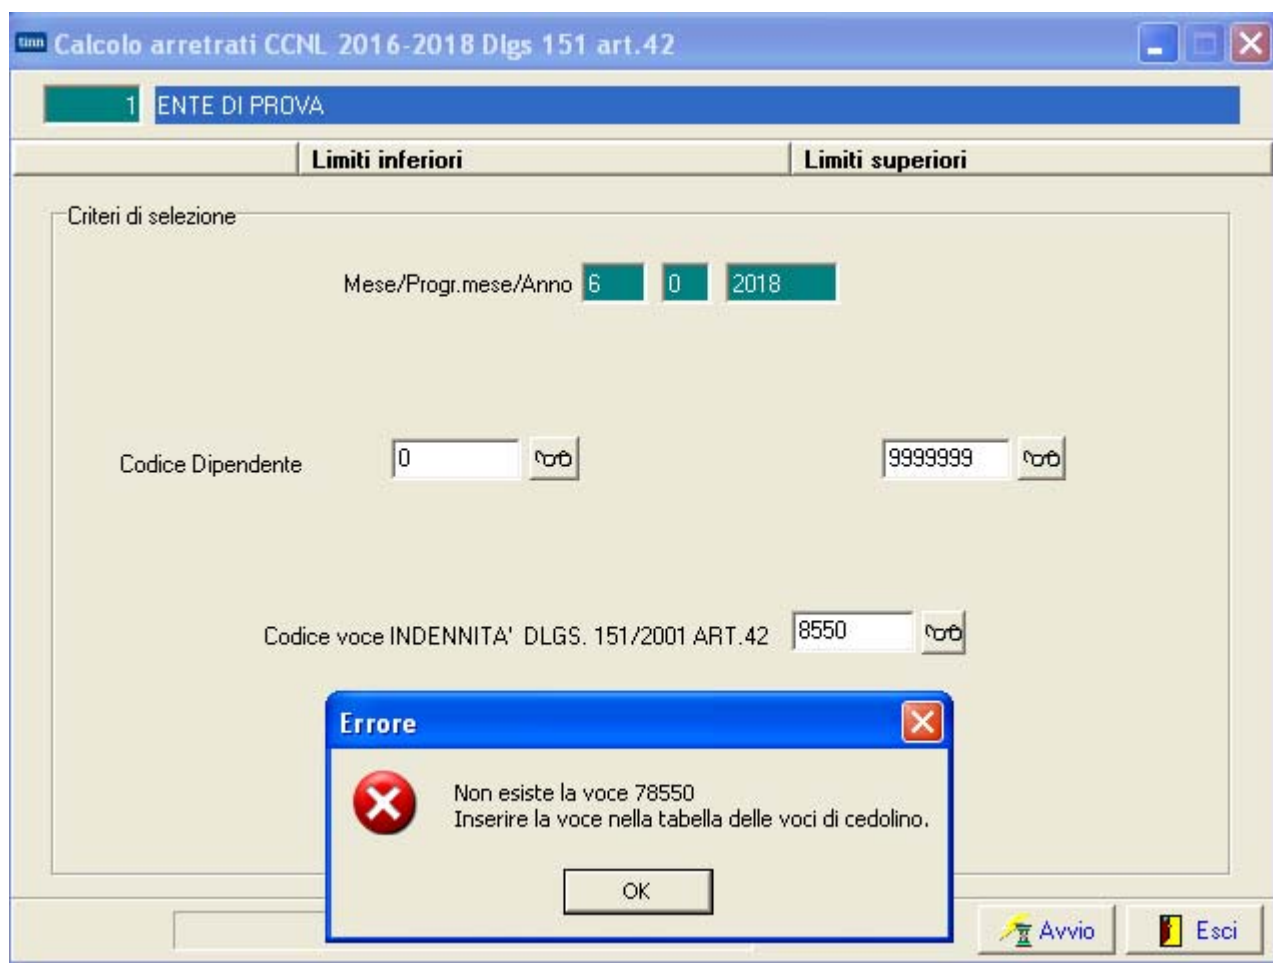 tinn Calcolo arretrati CCNL 2016-2018 Dlgs 151 art.42
1 ENTE DI PROVA
Limiti inferiori Limiti superiori
Criteri di selezione
Mese/Progr.mese/Anno 6 0 2018
Codice Dipendente 0 9999999
Codice voce INDENNITA' DLGS. 151/2001 ART.42 8550
Errore
Non esiste la voce 78550
Inserire la voce nella tabella delle voci di cedolino.
OK
Avvio Esci